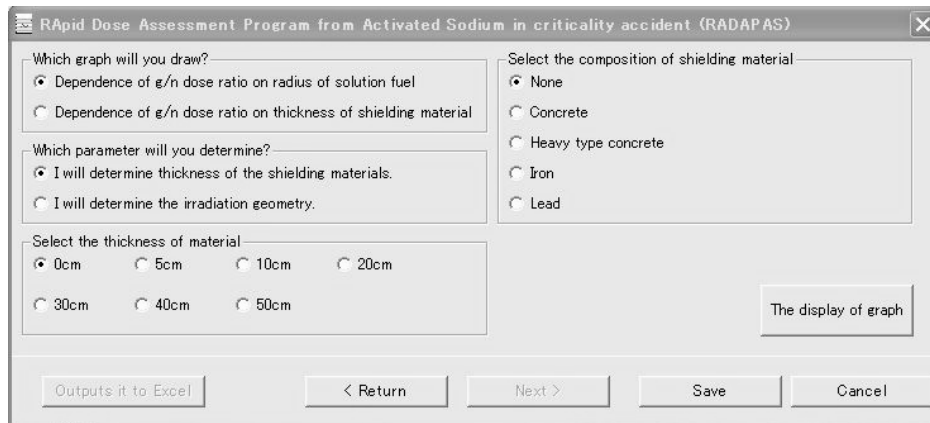 RApid Dose Assessment Program from Activated Sodium in criticality accident (RADAPAS)
Which graph will you draw?
Dependence of g/n dose ratio on radius of solution fuel
Dependence of g/n dose ratio on thickness of shielding material
Which parameter will you determine?
I will determine thickness of the shielding materials.
I will determine the irradiation geometry.
Select the thickness of material
0cm 5cm 10cm 20cm
30cm 40cm 50cm
Select the composition of shielding material
None
Concrete
Heavy type concrete
Iron
Lead
The display of graph
Outputs it to Excel < Return Next > Save Cancel